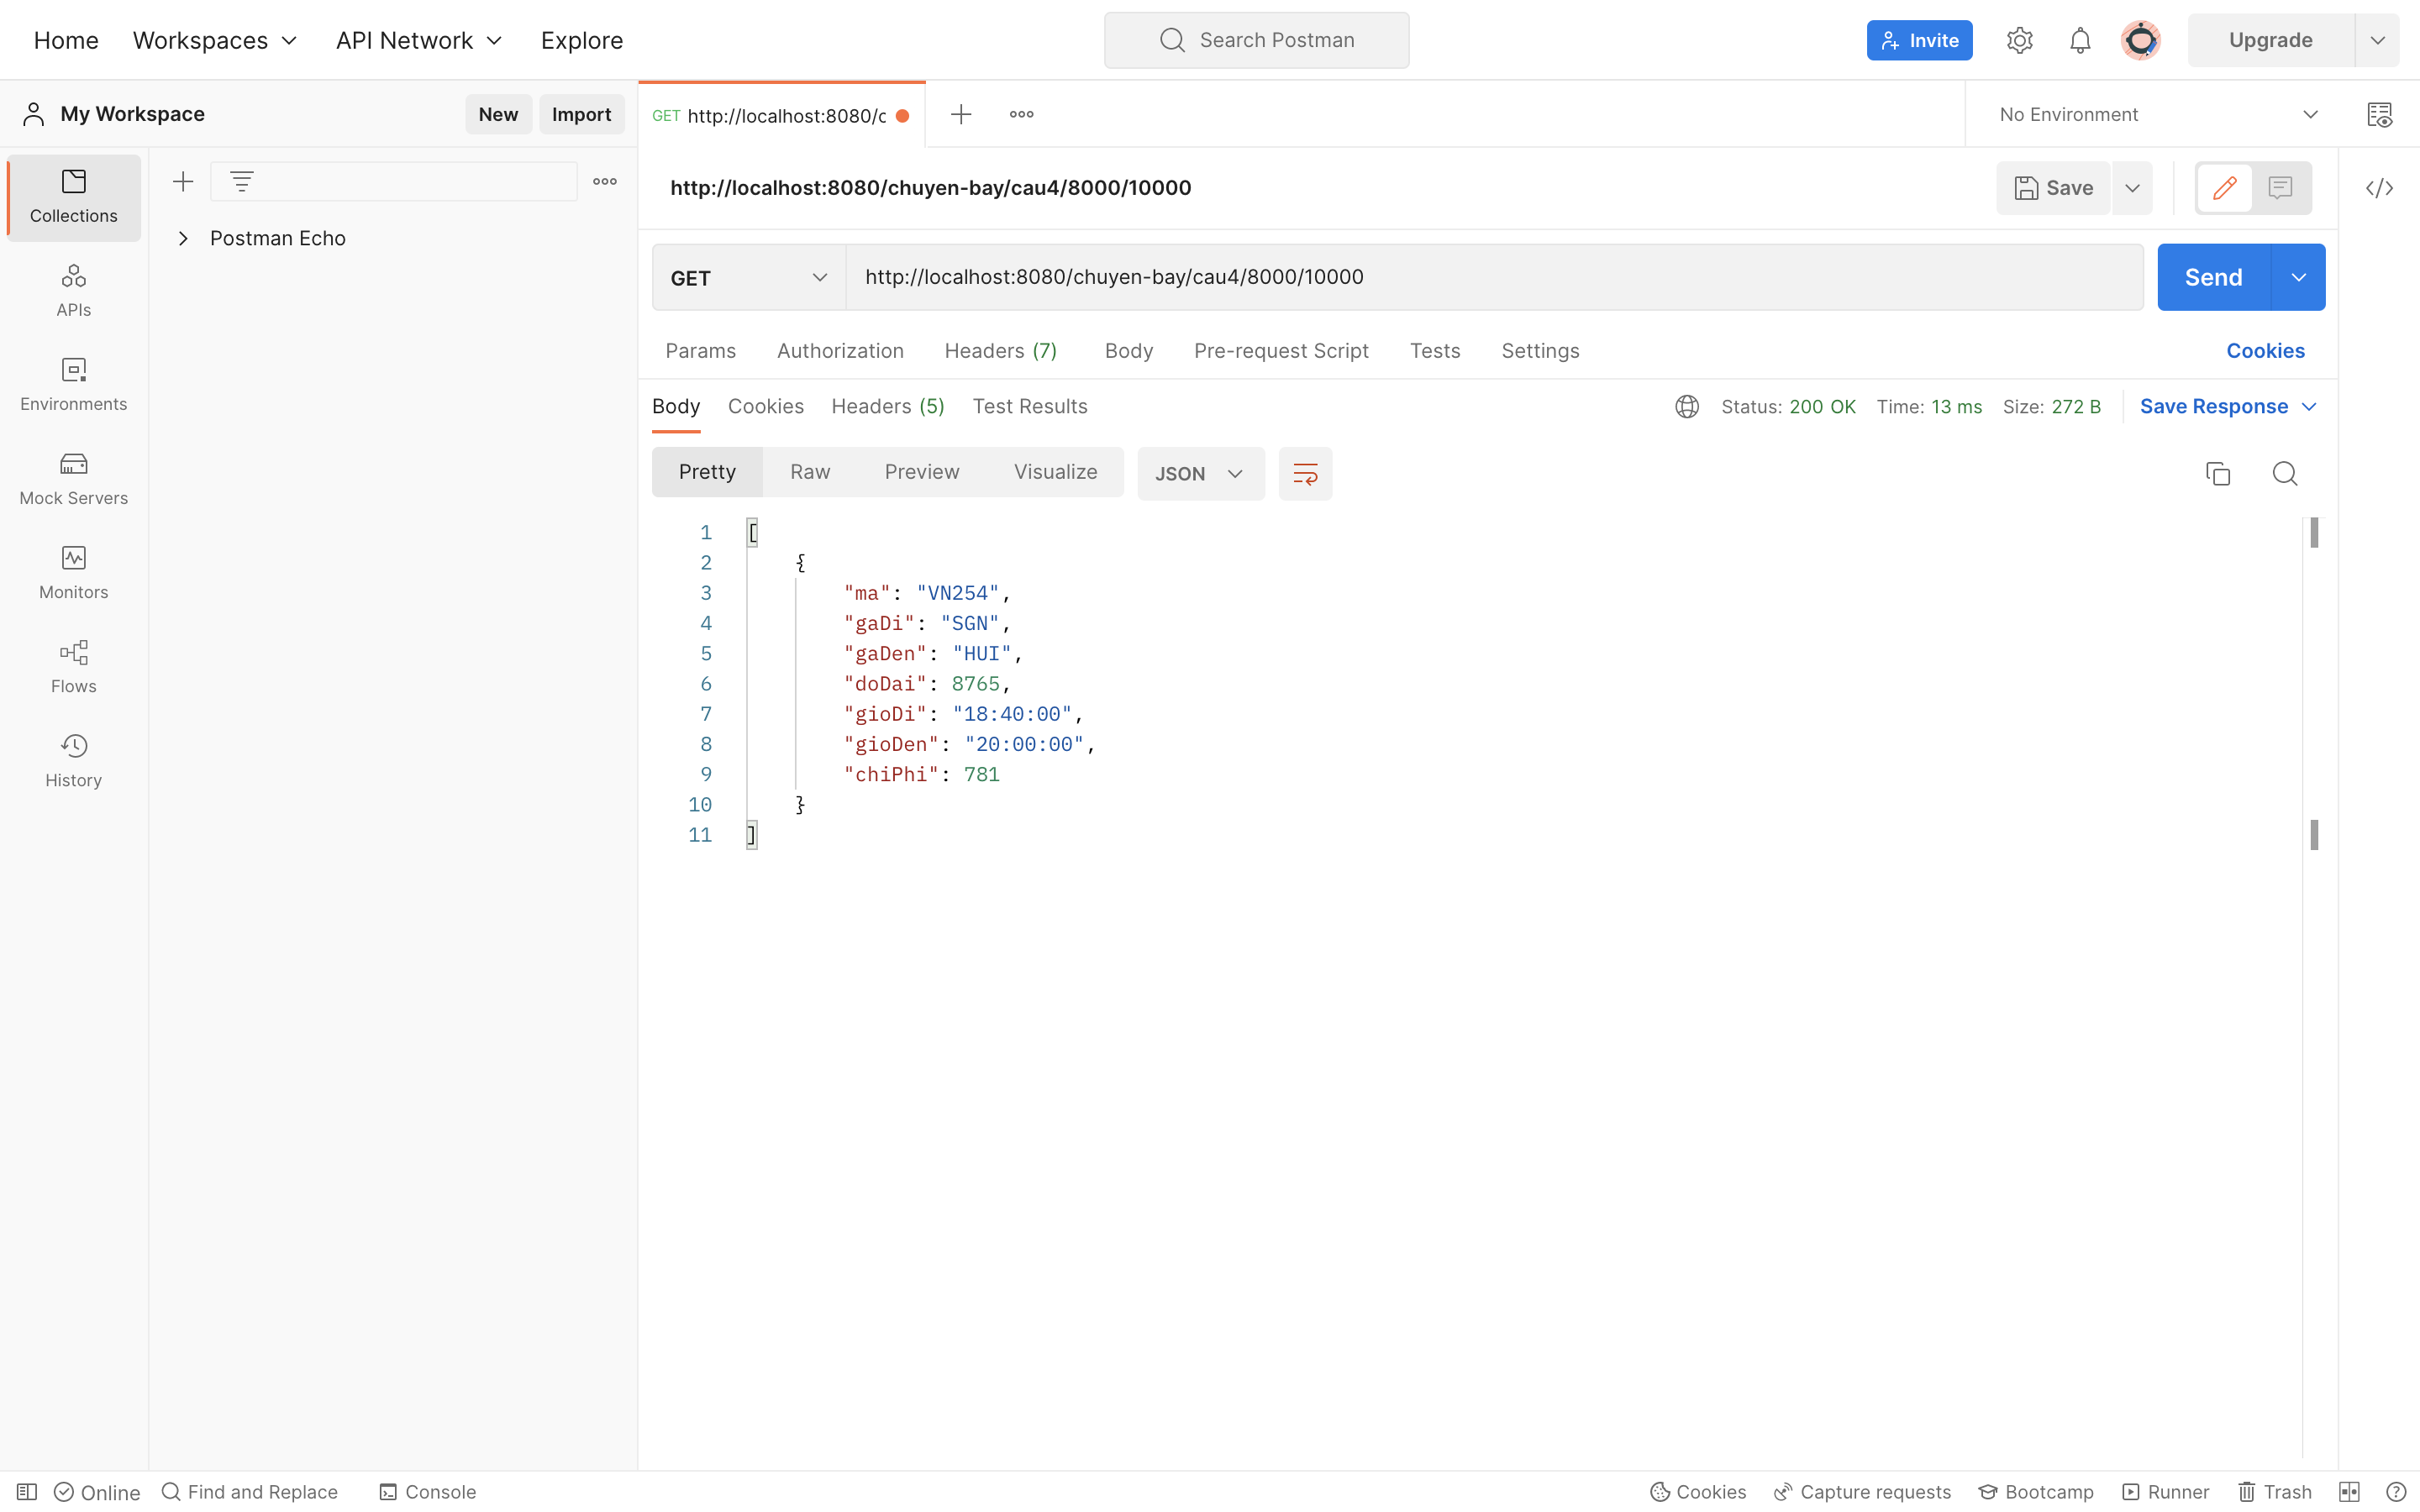 Home Workspaces API Network Explore Search Postman Invite Upgrade
My Workspace New Import GET http://localhost:8080/c No Environment
Collections
APIs
Environments
Mock Servers
Monitors
Flows
History
Postman Echo
http://localhost:8080/chuyen-bay/cau4/8000/10000 Save
GET http://localhost:8080/chuyen-bay/cau4/8000/10000 Send
Params Authorization Headers (7) Body Pre-request Script Tests Settings Cookies
Body Cookies Headers (5) Test Results Status: 200 OK Time: 13 ms Size: 272 B Save Response
Pretty Raw Preview Visualize JSON
1 [
2 {
3 "ma": "VN254",
4 "gaDi": "SGN",
5 "gaDen": "HUI",
6 "doDai": 8765,
7 "gioDi": "18:40:00",
8 "gioDen": "20:00:00",
9 "chiPhi": 781
10 }
11 ]
Online Find and Replace Console Cookies Capture requests Bootcamp Runner Trash